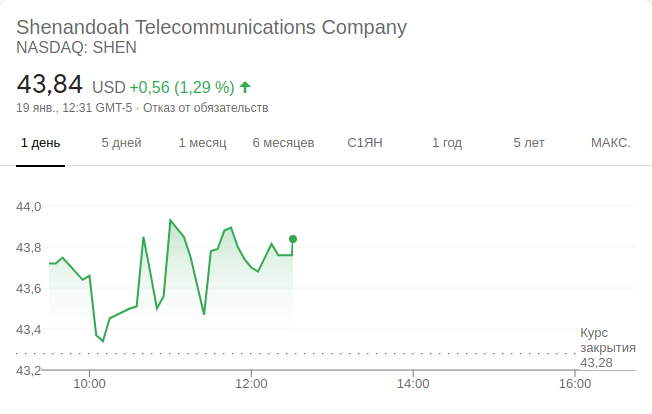 Shenandoah Telecommunications Company
NASDAQ: SHEN
43,84 USD +0,56 (1,29 %)
19 янв., 12:31 GMT-5 · Отказ от обязательств
1 день 5 дней 1 месяц 6 месяцев С1ЯН 1 год 5 лет МАКС.
44,0
43,8
43,6
43,4
43,2
Курс
закрытия
43,28
10:00 12:00 14:00 16:00